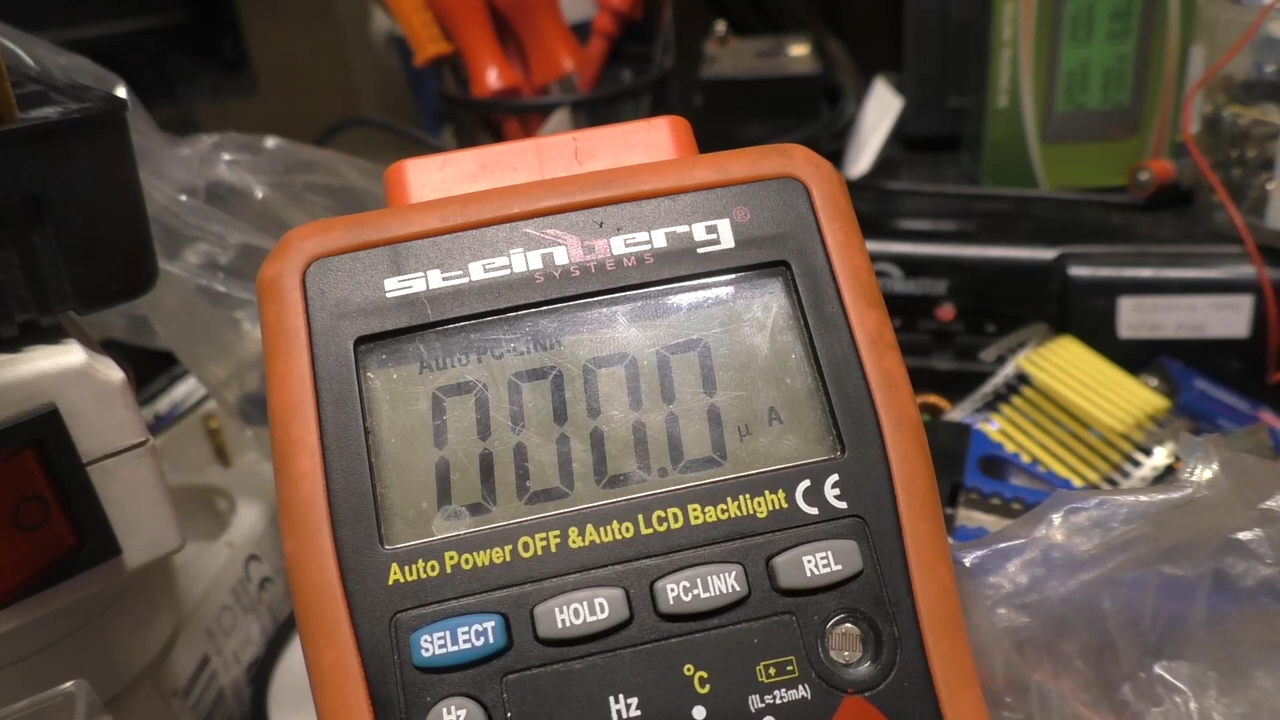 steinberg®
SYSTEMS
Auto PC-LINK
000.0 μ A
Auto Power OFF &Auto LCD Backlight CE
SELECT HOLD PC-LINK REL
Hz Hz °C
(IL≈25mA)